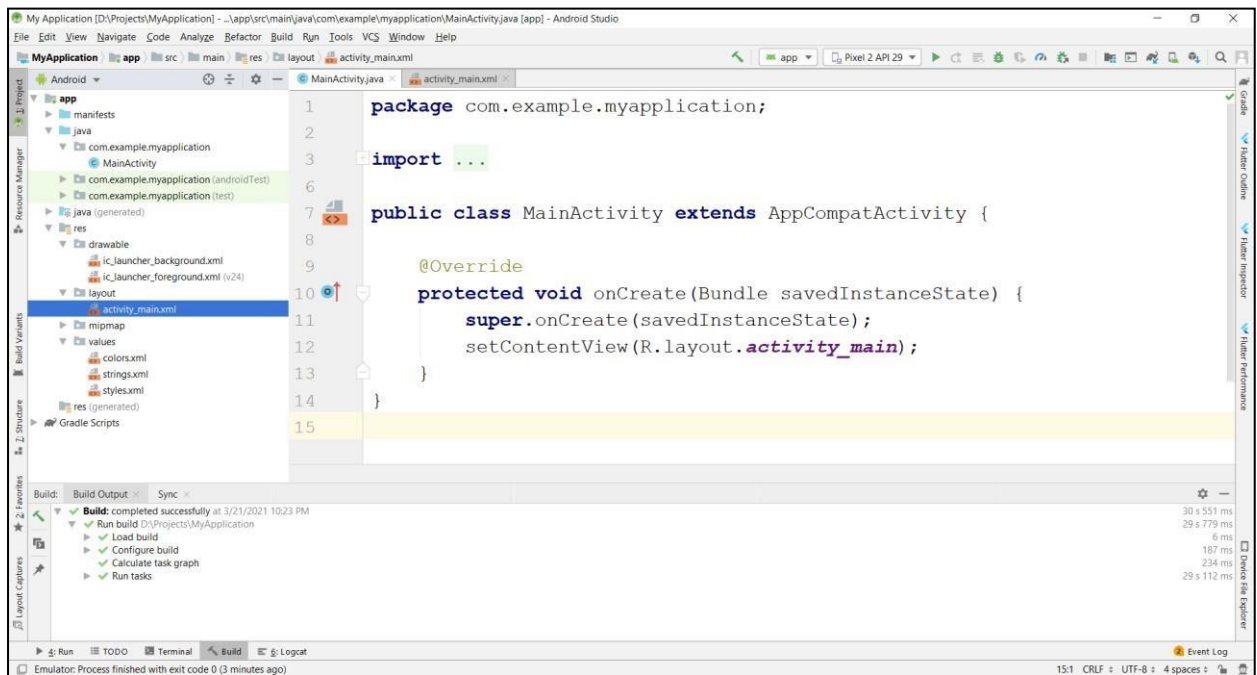 My Application [D:\Projects\MyApplication] - ...\app\src\main\java\com\example\myapplication\MainActivity.java [app] - Android Studio
File Edit View Navigate Code Analyze Refactor Build Run Tools VCS Window Help
MyApplication app src main res layout activity_main.xml
app Pixel 2 API 29
Android
MainActivity.java activity_main.xml
1: Project
Resource Manager
Build Variants
7: Structure
2: Favorites
Layout Captures
app
manifests
java
com.example.myapplication
MainActivity
com.example.myapplication (androidTest)
com.example.myapplication (test)
java (generated)
res
drawable
ic_launcher_background.xml
ic_launcher_foreground.xml (v24)
layout
activity_main.xml
mipmap
values
colors.xml
strings.xml
styles.xml
res (generated)
Gradle Scripts
1 package com.example.myapplication;
2
3 import ...
6
7 public class MainActivity extends AppCompatActivity {
8
9 @Override
10 protected void onCreate(Bundle savedInstanceState) {
11 super.onCreate(savedInstanceState);
12 setContentView(R.layout.activity_main);
13 }
14 }
15
Gradle
Flutter Outline
Flutter Inspector
Flutter Performance
Device File Explorer
Build: Build Output Sync
Build: completed successfully at 3/21/2021 10:23 PM 30 s 551 ms
Run build D:\Projects\MyApplication 29 s 779 ms
Load build 6 ms
Configure build 187 ms
Calculate task graph 234 ms
Run tasks 29 s 112 ms
4: Run TODO Terminal Build 6: Logcat 2 Event Log
Emulator: Process finished with exit code 0 (3 minutes ago) 15:1 CRLF UTF-8 4 spaces